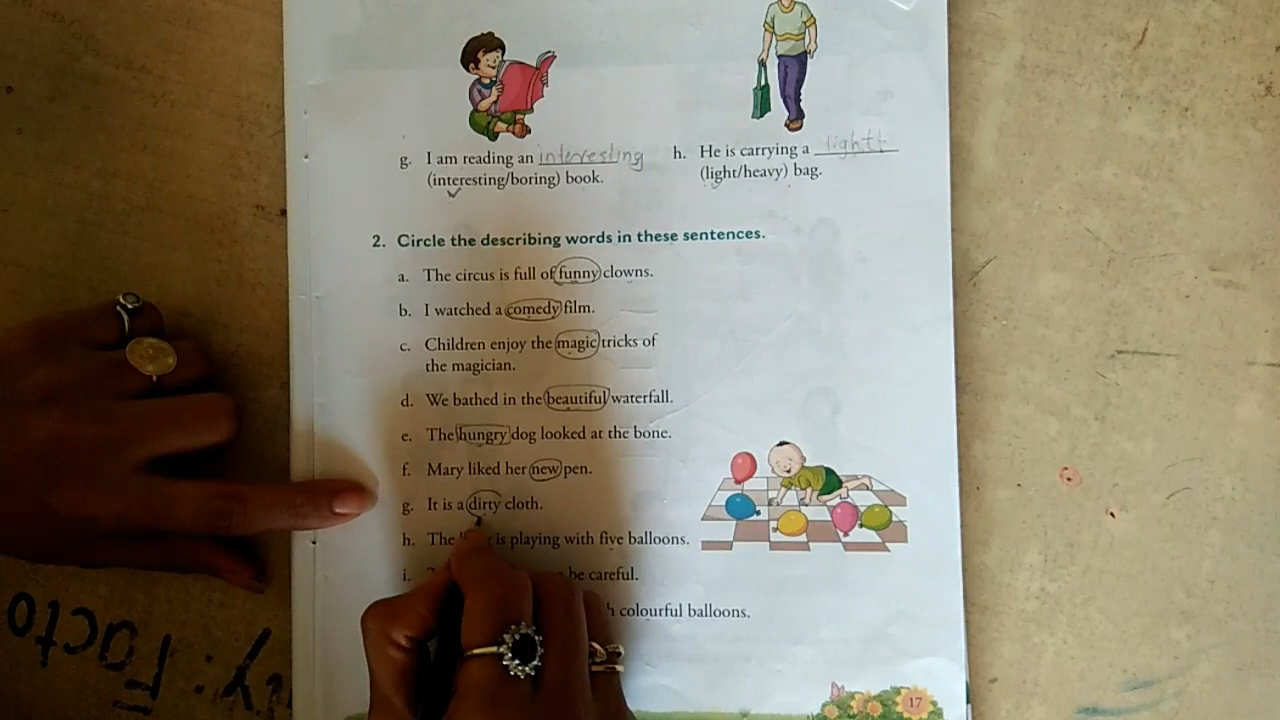 g. I am reading an interesting
(interesting/boring) book.
h. He is carrying a lightt
(light/heavy) bag.
2. Circle the describing words in these sentences.
a. The circus is full of funny clowns.
b. I watched a comedy film.
c. Children enjoy the magic tricks of
the magician.
d. We bathed in the beautiful waterfall.
e. The hungry dog looked at the bone.
f. Mary liked her new pen.
g. It is a dirty cloth.
h. The is playing with five balloons.
i. be careful.
colourful balloons.
17